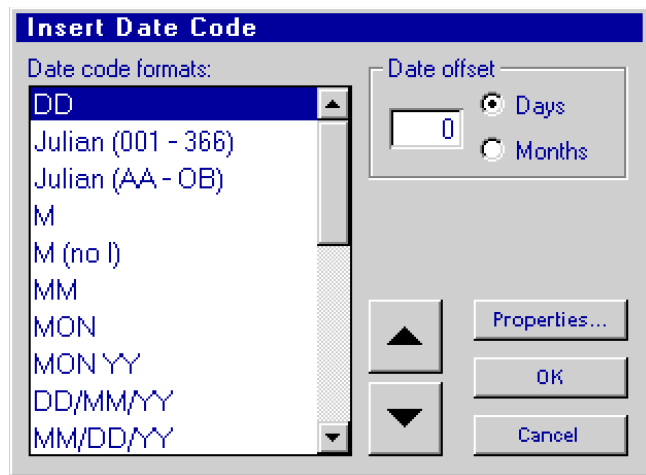 Insert Date Code
Date code formats:
DD
Julian (001 - 366)
Julian (AA - OB)
M
M (no I)
MM
MON
MON YY
DD/MM/YY
MM/DD/YY
Date offset
0
Days
Months
Properties...
OK
Cancel